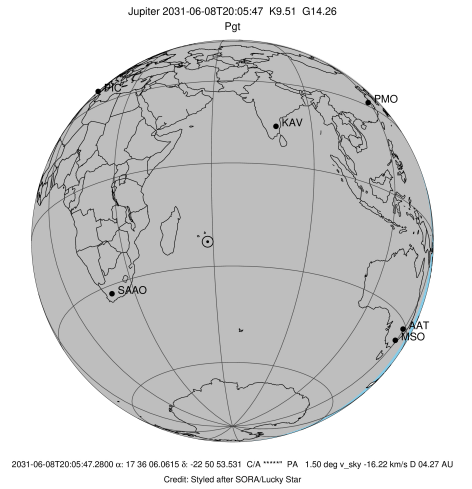 Jupiter 2031-06-08T20:05:47 K9.51 G14.26
Pgt
PIC
PMO
KAV
SAAO
AAT
MSO
2031-06-08T20:05:47.2800 α: 17 36 06.0615 δ: -22 50 53.531 C/A *****" PA 1.50 deg v_sky -16.22 km/s D 04.27 AU
Credit: Styled after SORA/Lucky Star